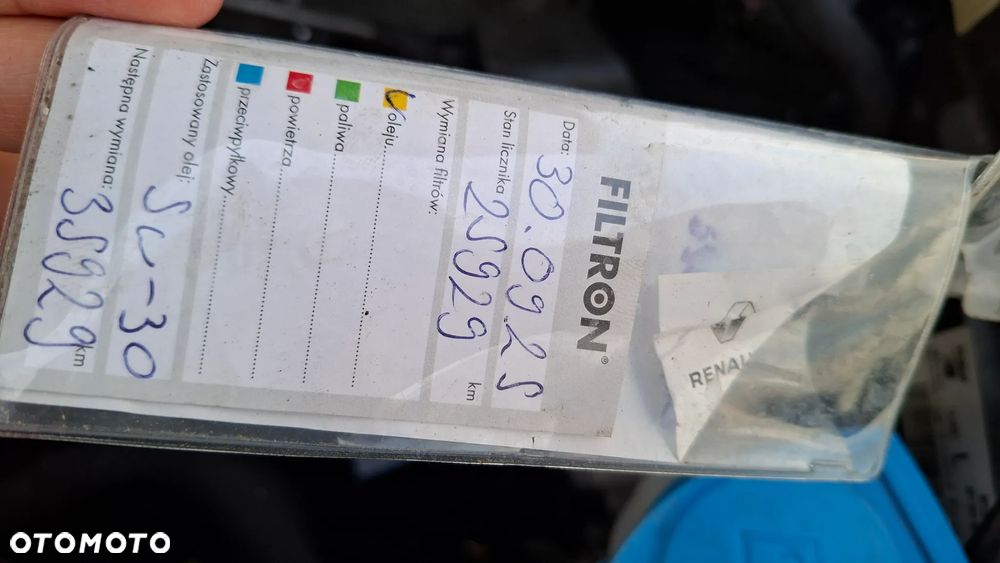 FILTRON®
Data: 30.09.25
Stan licznika 25929 km
Wymiana filtrów:
oleju
paliwa
powietrza
przeciwpyłkowy
Zastosowany olej: 5W-30
Następna wymiana: 35929 km
RENAU
OTOMOTO